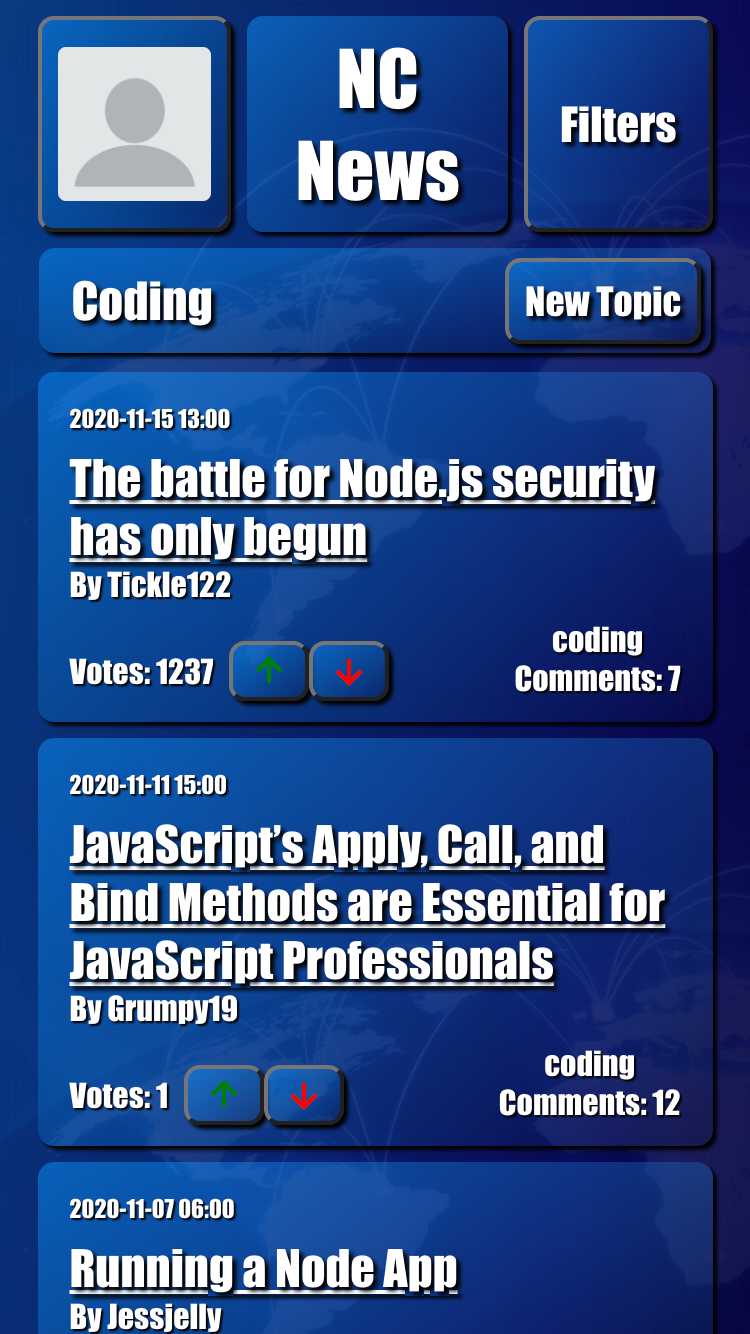 NC
News
Filters
Coding
New Topic
2020-11-15 13:00
The battle for Node.js security
has only begun
By Tickle122
Votes: 1237
coding
Comments: 7
2020-11-11 15:00
JavaScript’s Apply, Call, and
Bind Methods are Essential for
JavaScript Professionals
By Grumpy19
Votes: 1
coding
Comments: 12
2020-11-07 06:00
Running a Node App
By Jessjelly